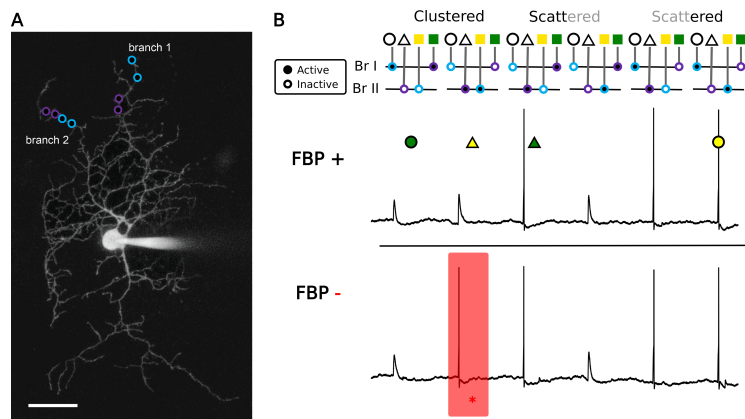 A
branch 1
branch 2
B
Clustered Scattered Scattered
Active
Inactive
Br I
Br II
FBP +
FBP -
*